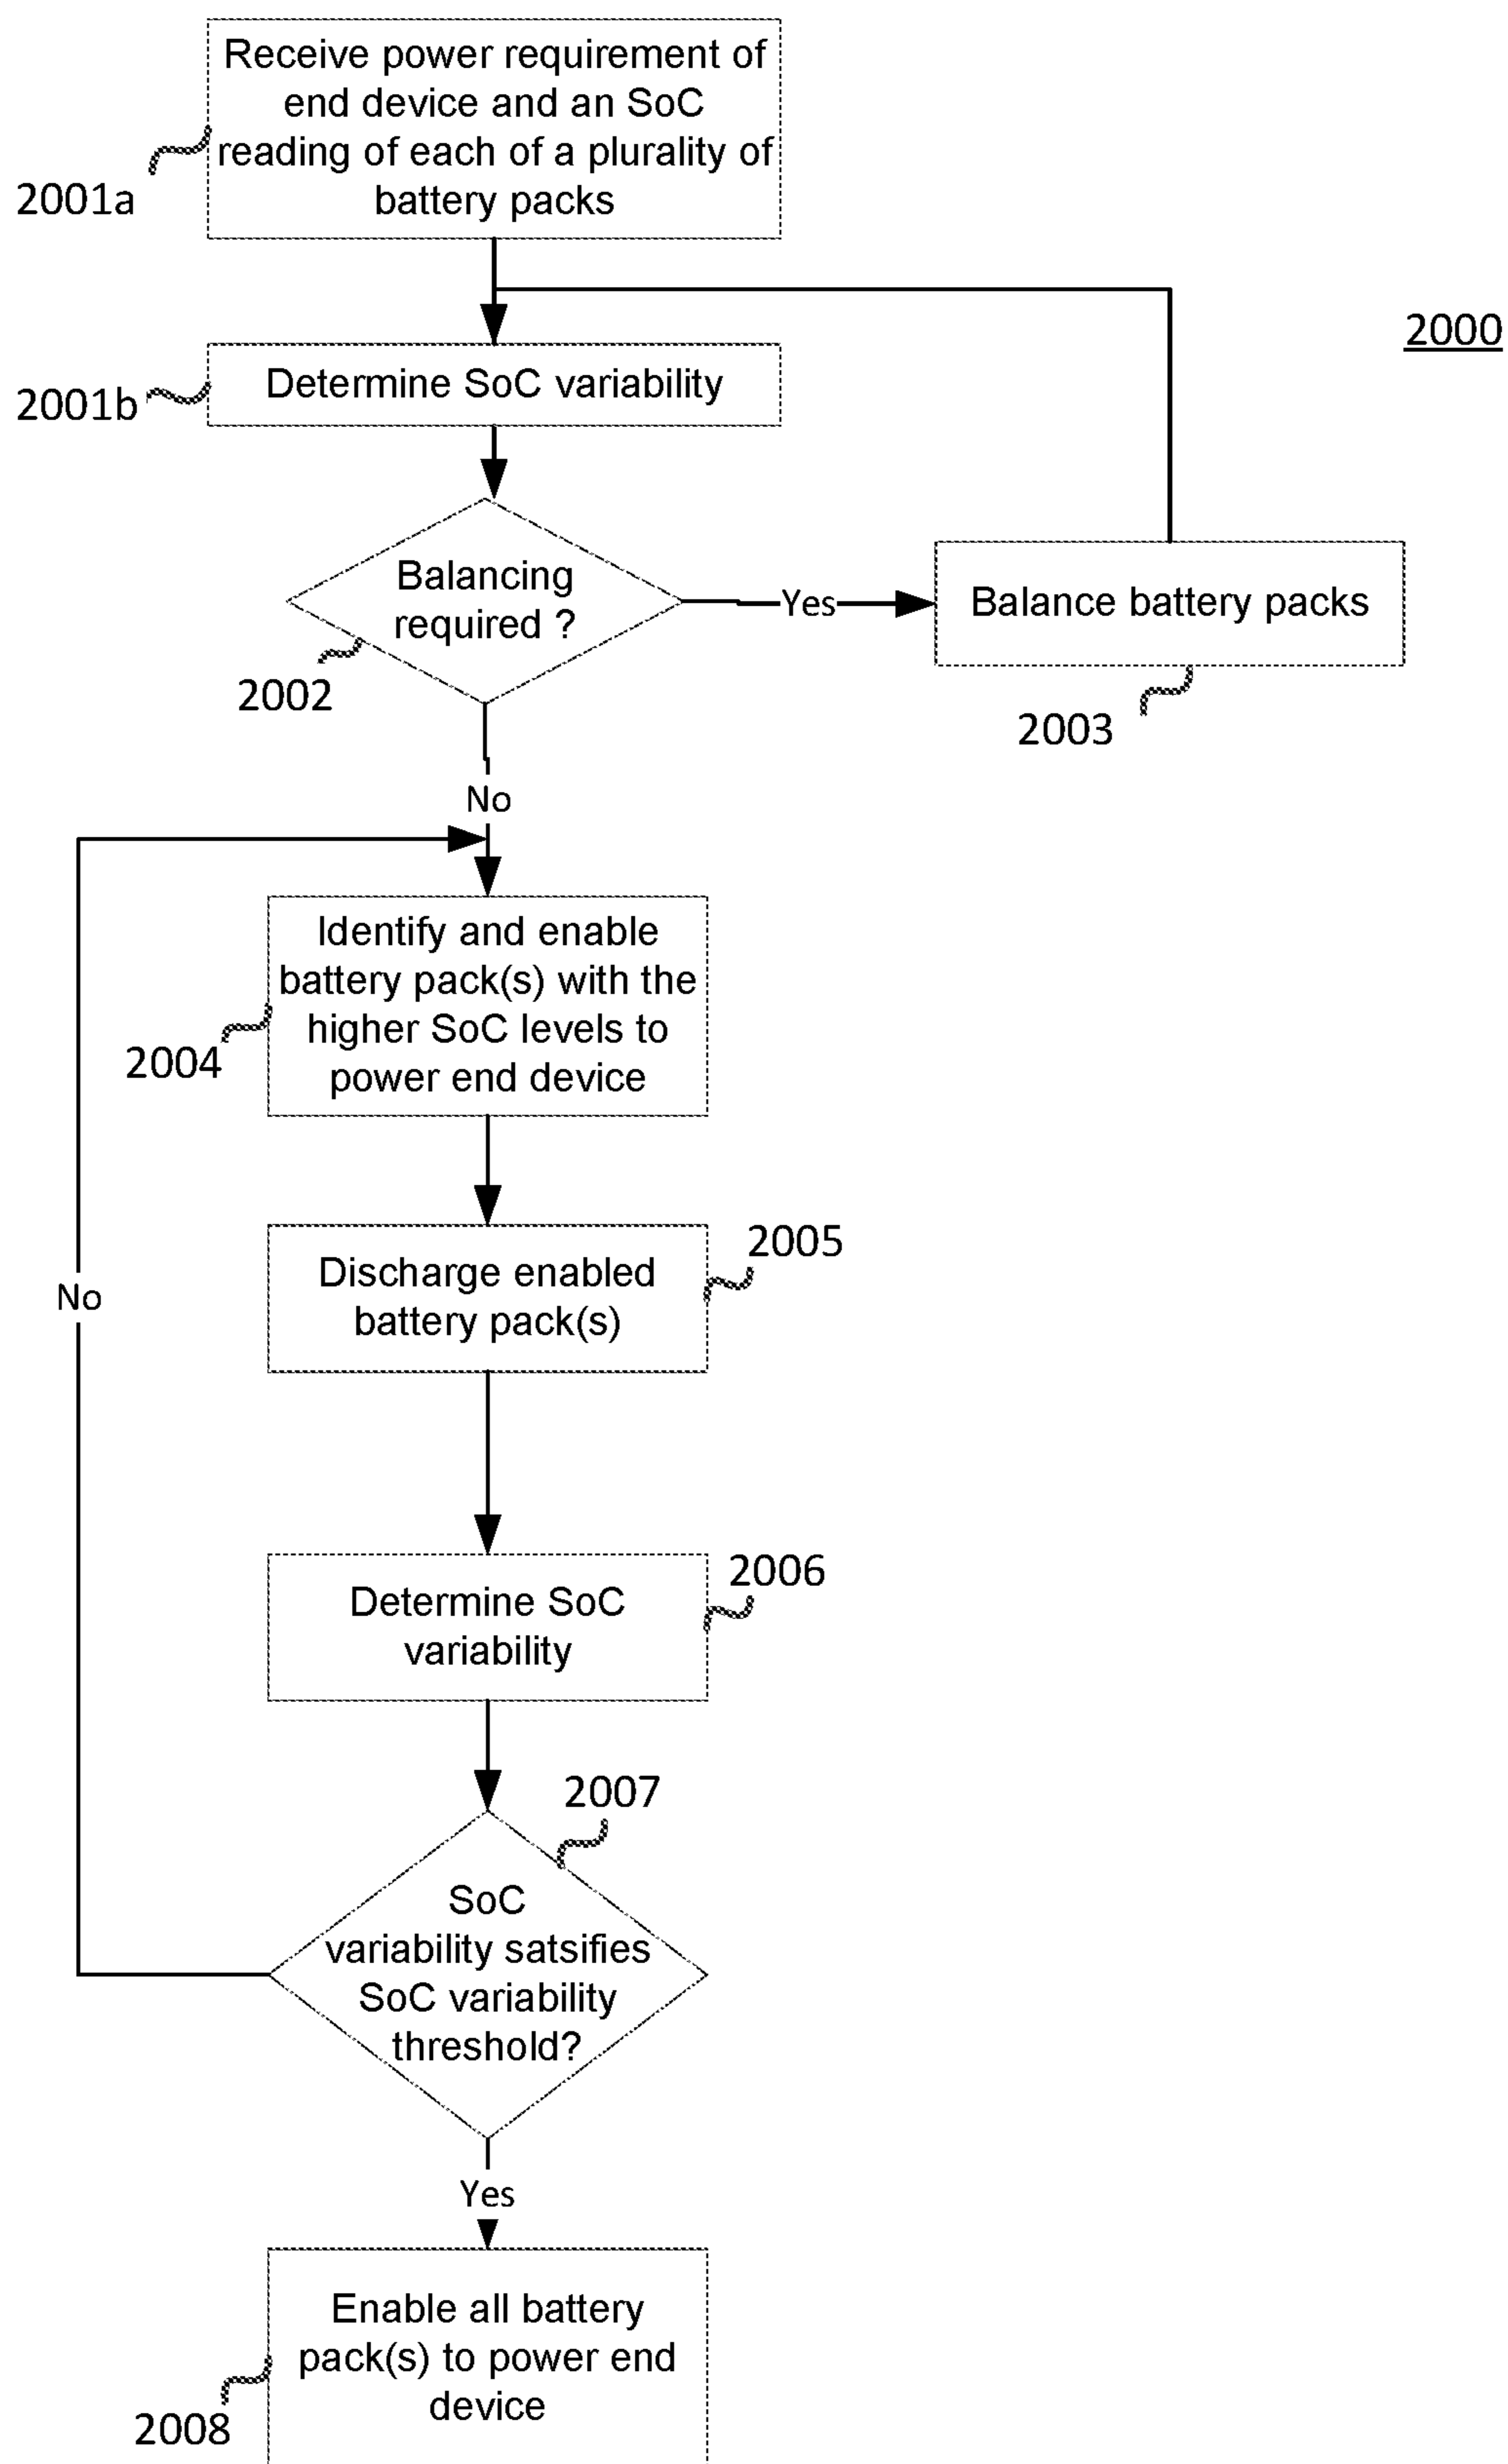 Receive power requirement of
end device and an SoC
reading of each of a plurality of
battery packs
2001a
2000
Determine SoC variability
2001b
Balancing
required ?
Yes
Balance battery packs
2002
2003
No
Identify and enable
battery pack(s) with the
higher SoC levels to
power end device
2004
2005
Discharge enabled
battery pack(s)
No
2006
Determine SoC
variability
2007
SoC
variability satsifies
SoC variability
threshold?
Yes
Enable all battery
pack(s) to power end
device
2008